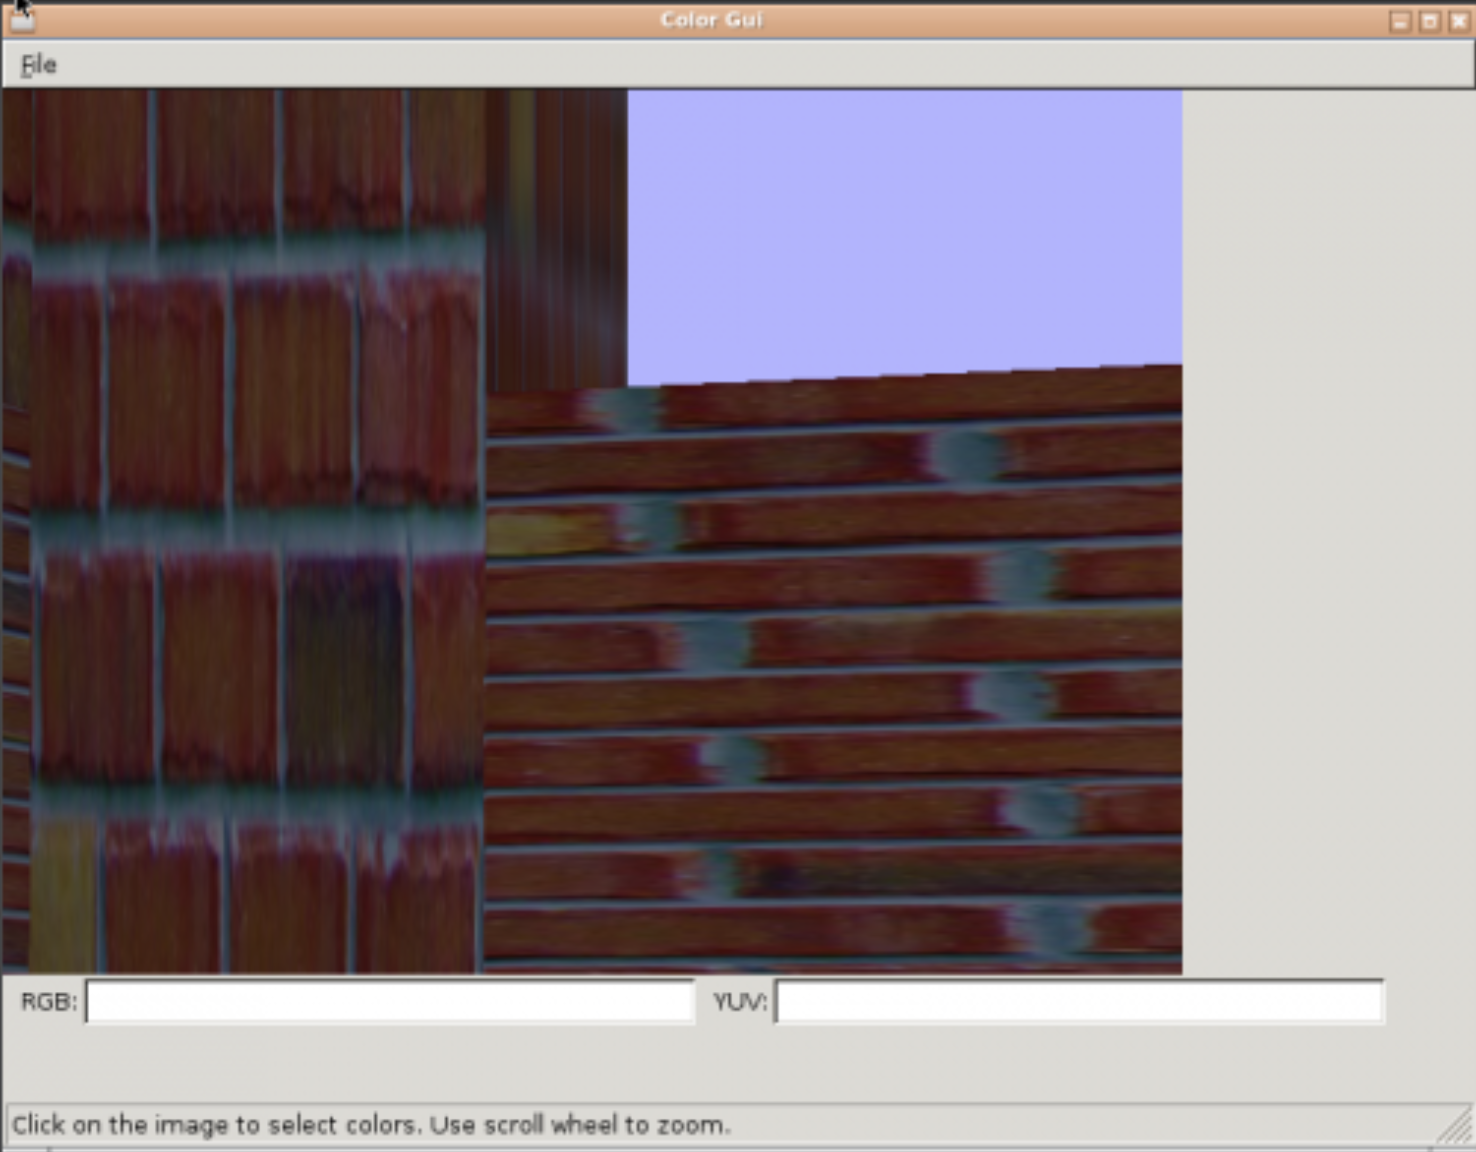 Color Gui
File
RGB: YUV:
Click on the image to select colors. Use scroll wheel to zoom.